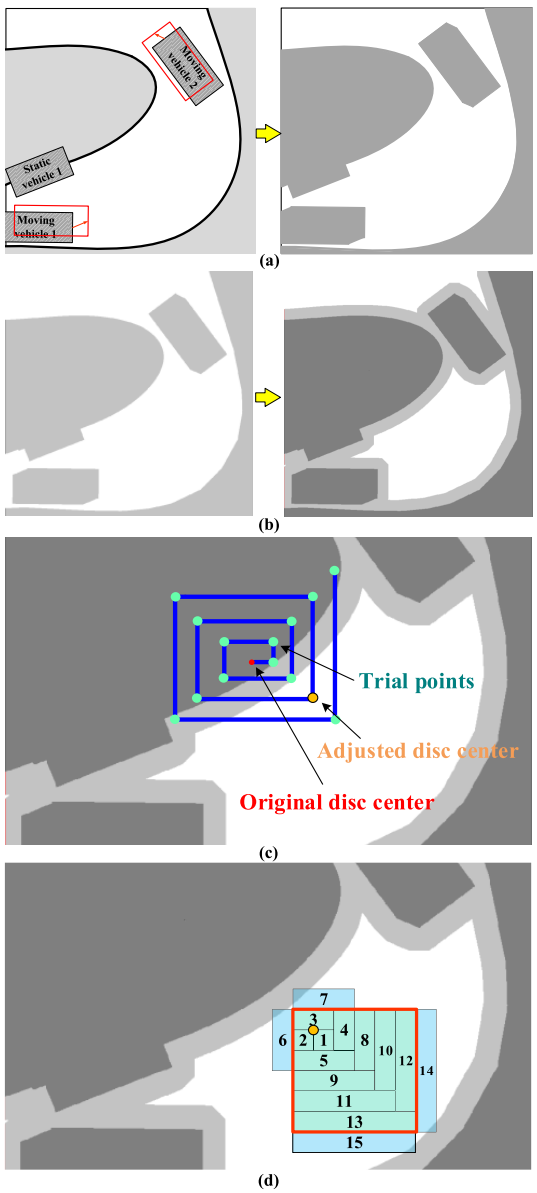 Moving
vehicle 2
Static
vehicle 1
Moving
vehicle 1
(a)
(b)
Trial points
Adjusted disc center
Original disc center
(c)
7
3
4
6
2
1
8
10
12
14
5
9
11
13
15
(d)